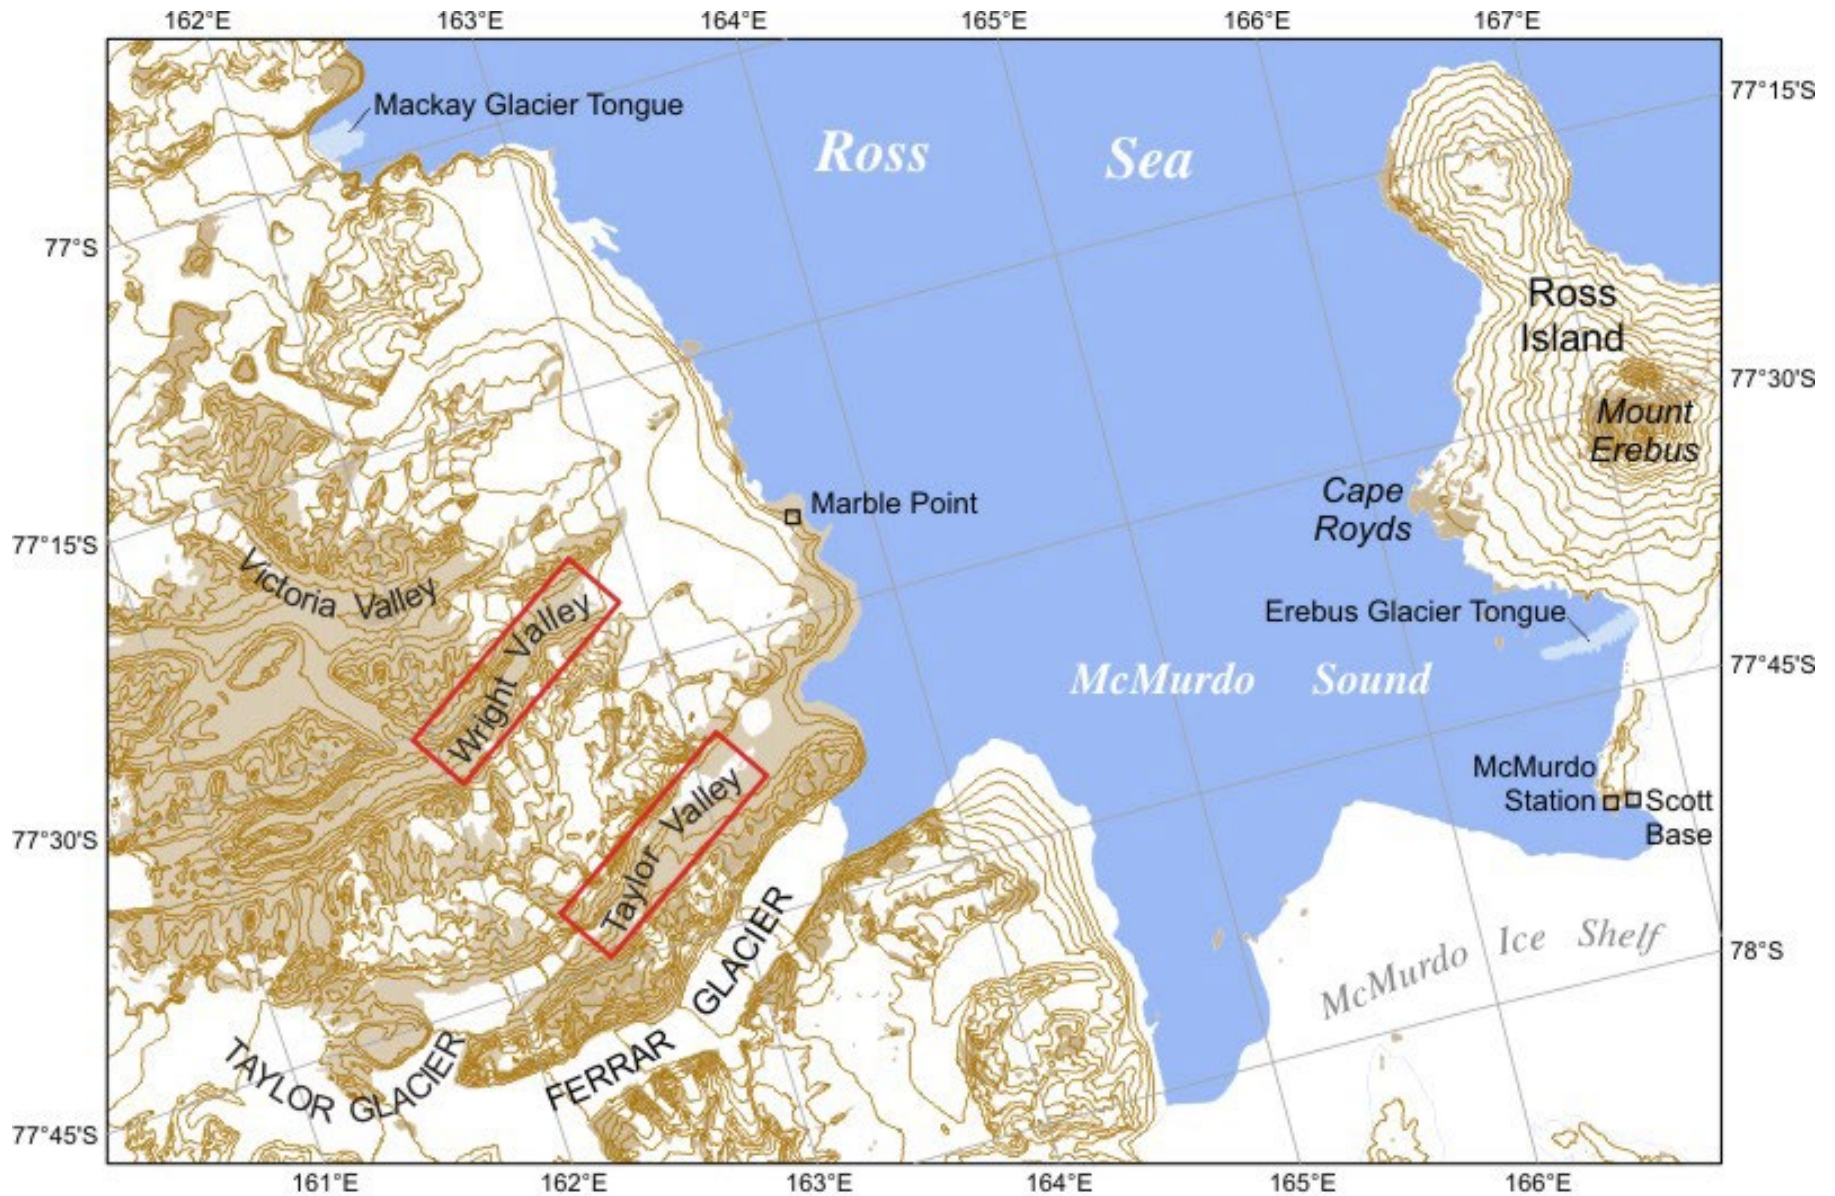 162°E
163°E
164°E
165°E
166°E
167°E
77°15'S
Mackay Glacier Tongue
Ross Sea
77°S
Ross
Island
77°30'S
Mount
Erebus
Cape
Royds
Marble Point
77°15'S
Victoria Valley
Wright Valley
Erebus Glacier Tongue
77°45'S
McMurdo Sound
Taylor Valley
McMurdo
Station
Scott
Base
77°30'S
McMurdo Ice Shelf
78°S
TAYLOR GLACIER
FERRAR GLACIER
77°45'S
161°E
162°E
163°E
164°E
165°E
166°E